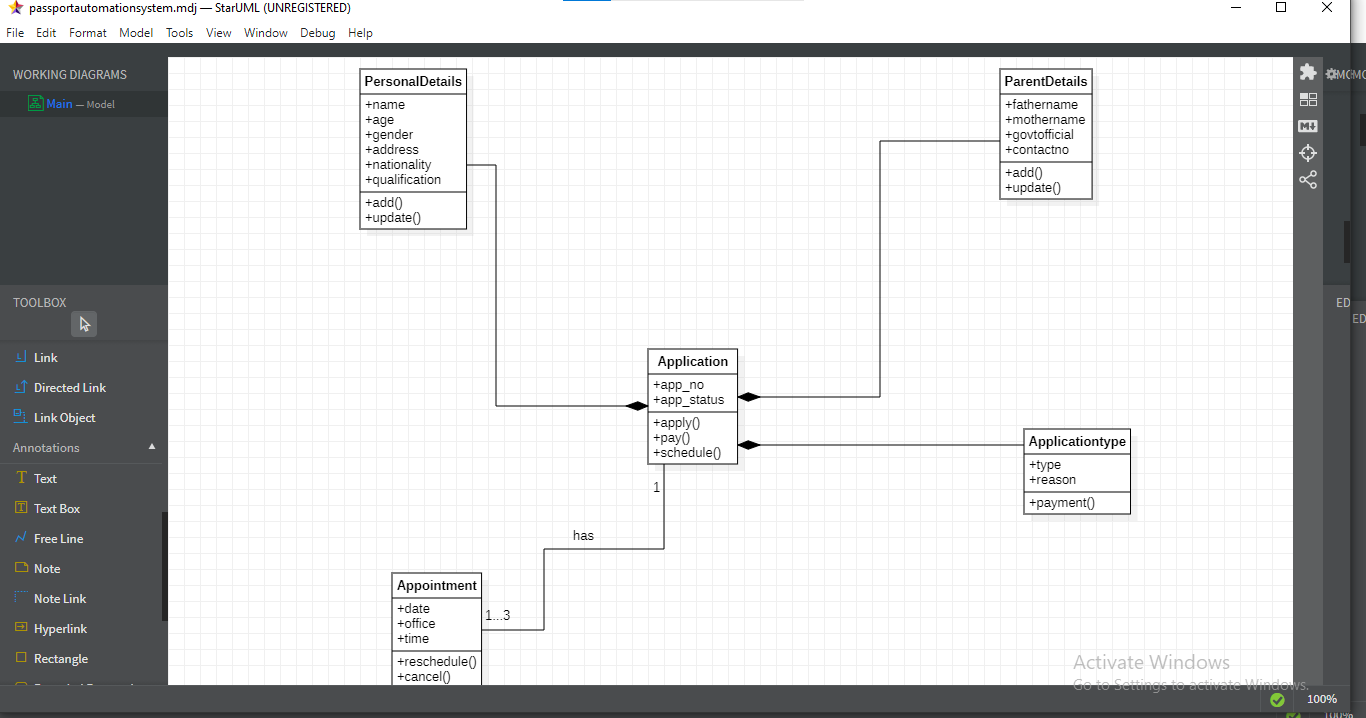 passportautomationsystem.mdj — StarUML (UNREGISTERED)
File Edit Format Model Tools View Window Debug Help
WORKING DIAGRAMS
Main — Model
TOOLBOX
Link
Directed Link
Link Object
Annotations
Text
Text Box
Free Line
Note
Note Link
Hyperlink
Rectangle
PersonalDetails
+name
+age
+gender
+address
+nationality
+qualification
+add()
+update()
ParentDetails
+fathername
+mothername
+govtofficial
+contactno
+add()
+update()
Application
+app_no
+app_status
+apply()
+pay()
+schedule()
Applicationtype
+type
+reason
+payment()
1
has
1...3
Appointment
+date
+office
+time
+reschedule()
+cancel()
Activate Windows
Go to Settings to activate Windows.
ED
ED
100%
100%